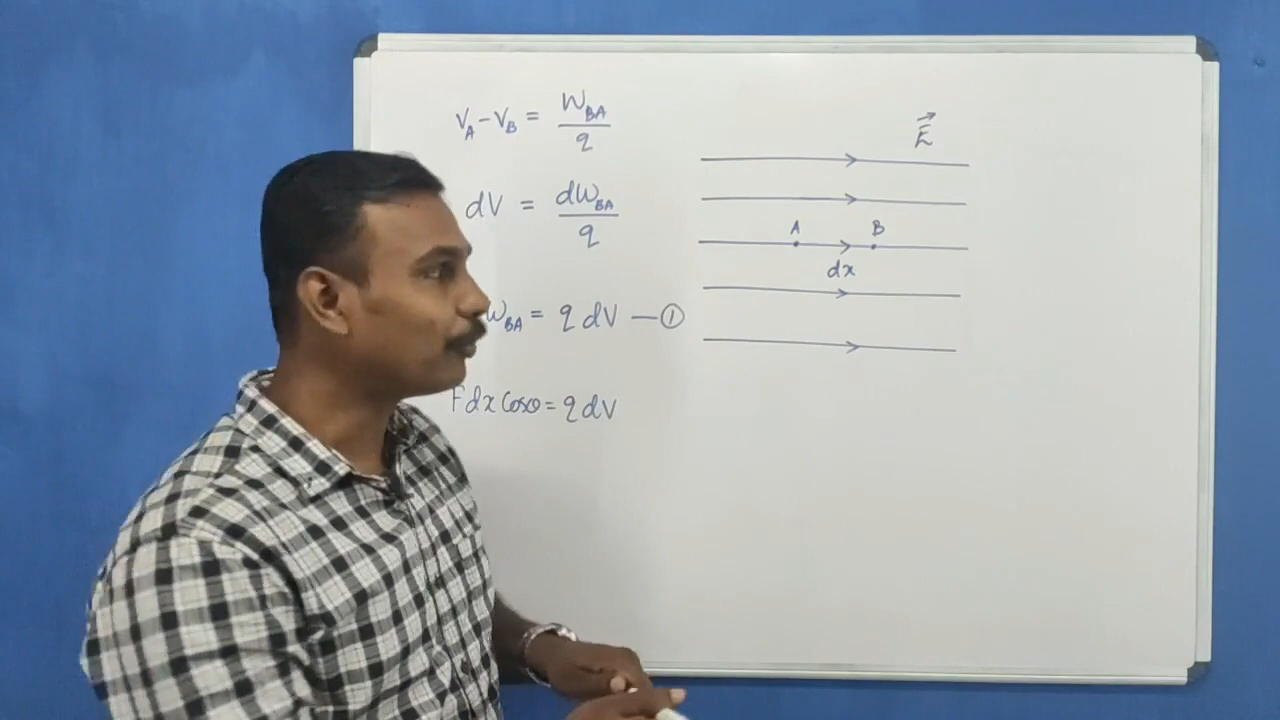 V_A - V_B = W_BA / q
dV = dW_BA / q
W_BA = q dV — ①
F dx Cosθ = q dV
E⃗
A B
dx